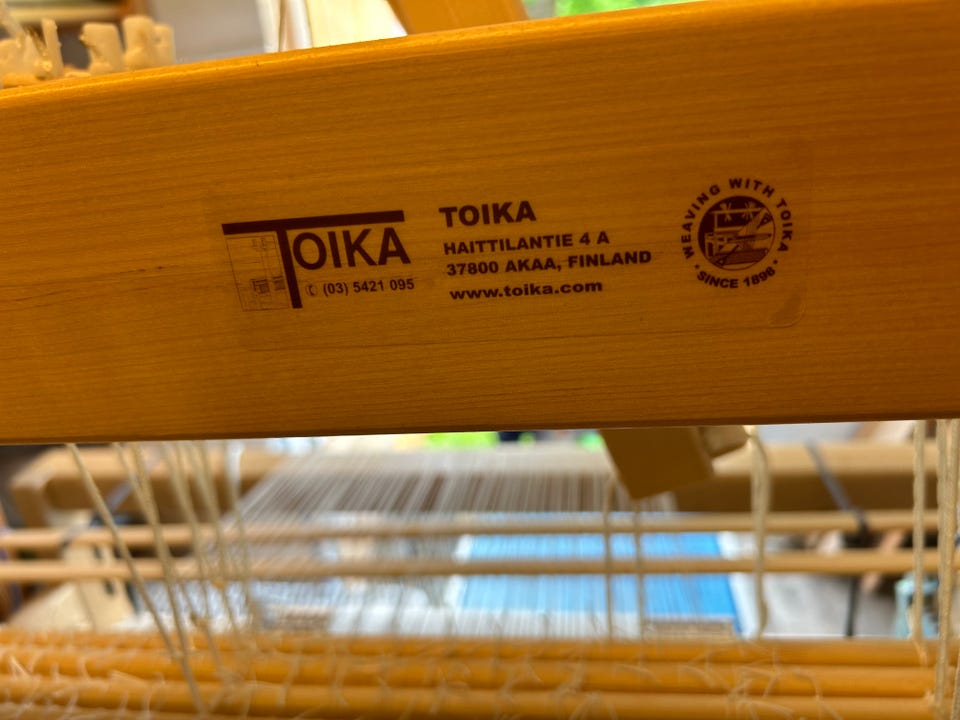 TOIKA
(03) 5421 095
TOIKA
HAITTILANTIE 4 A
37800 AKAA, FINLAND
www.toika.com
WEAVING WITH TOIKA
• SINCE 1898 •